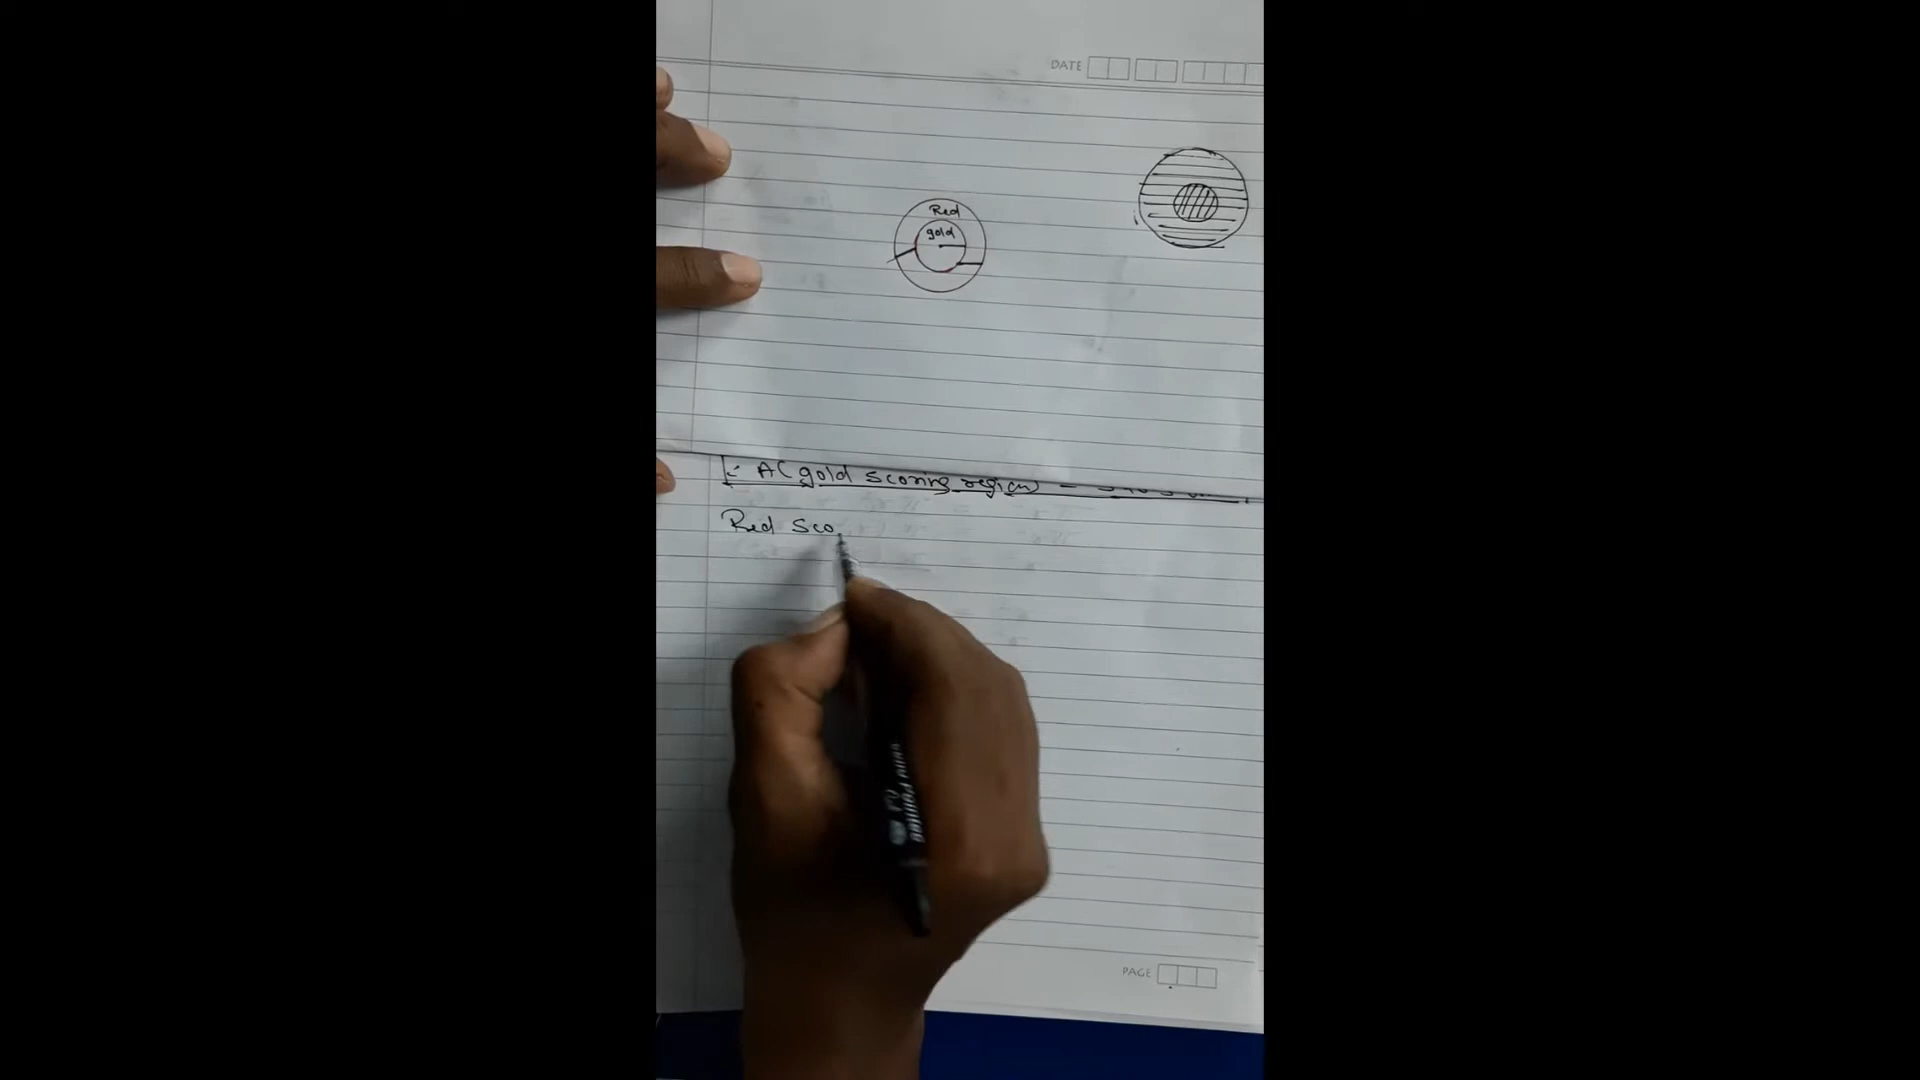 DATE
Red
gold
∴ A(gold scoring region) =
Red Sco
PAGE